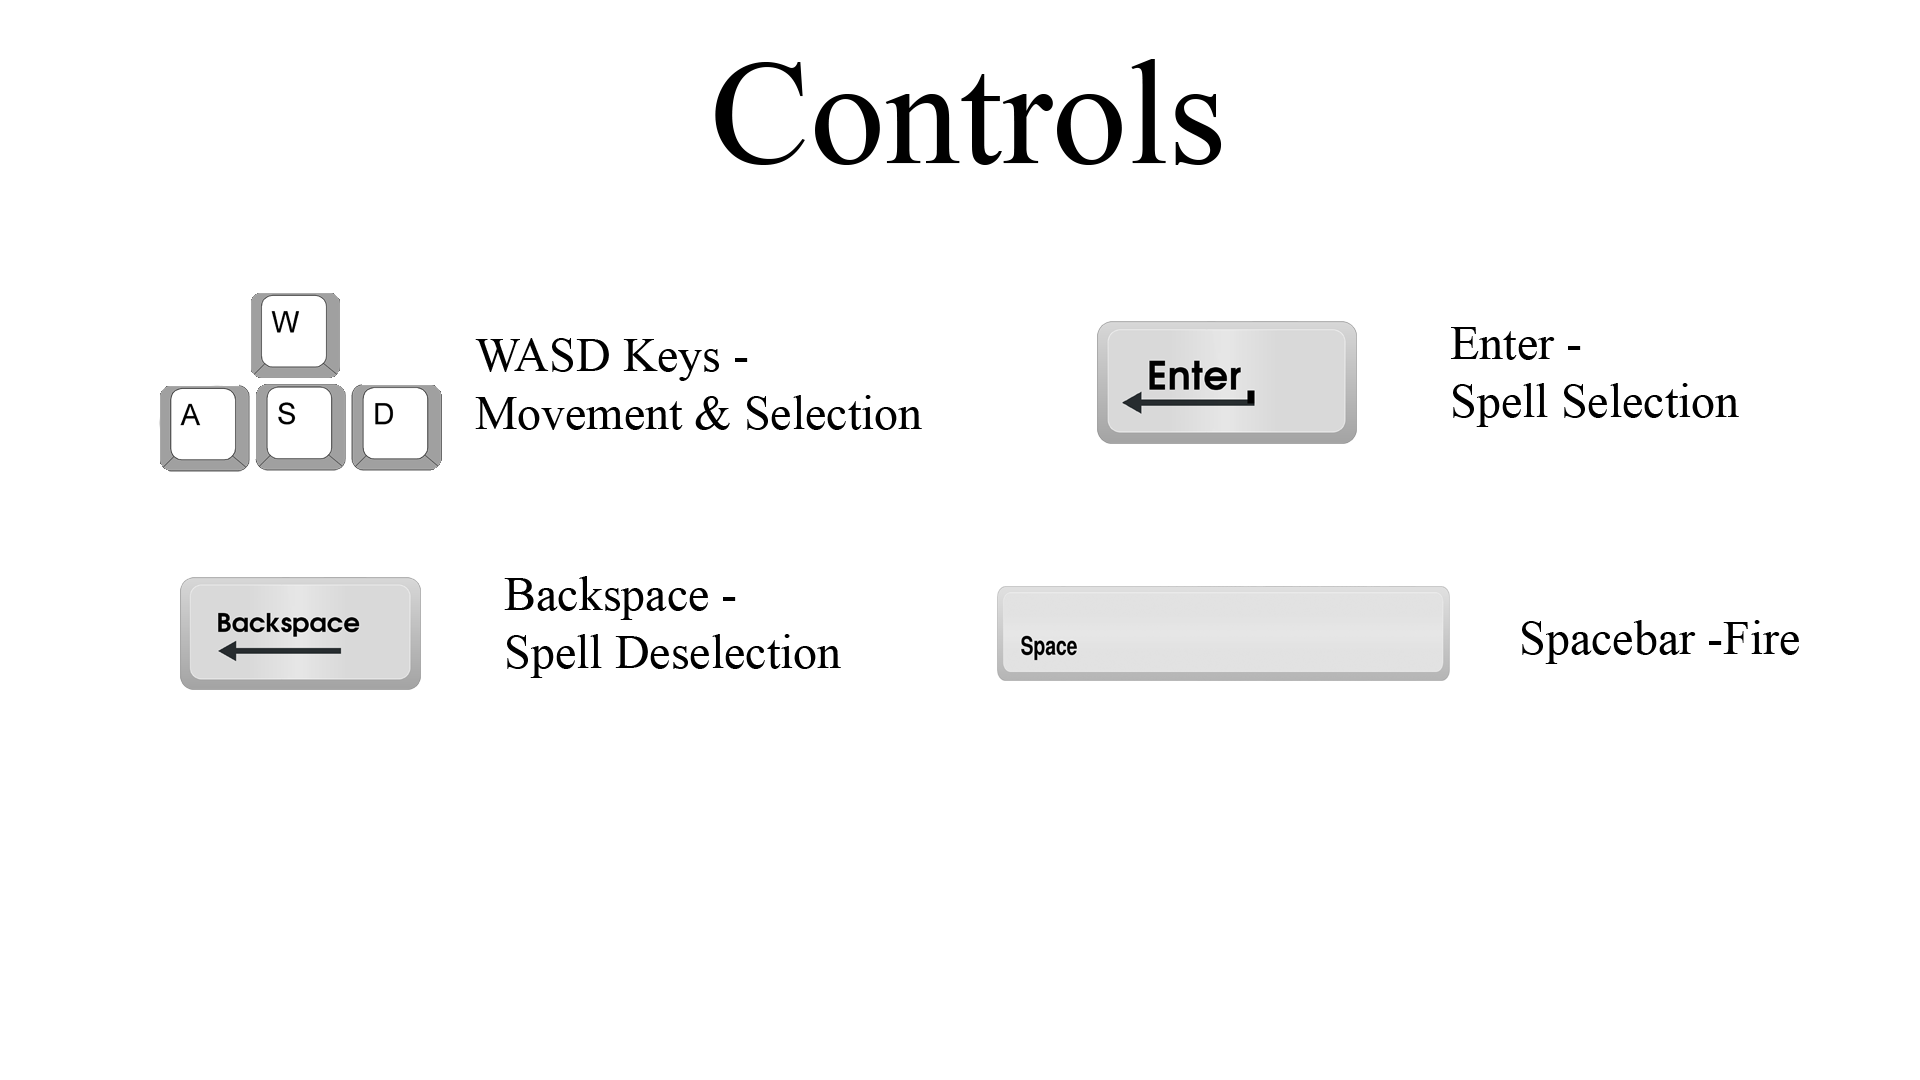 Controls
W
A S D
WASD Keys -
Movement & Selection
Enter
Enter -
Spell Selection
Backspace
Backspace -
Spell Deselection
Space
Spacebar -Fire